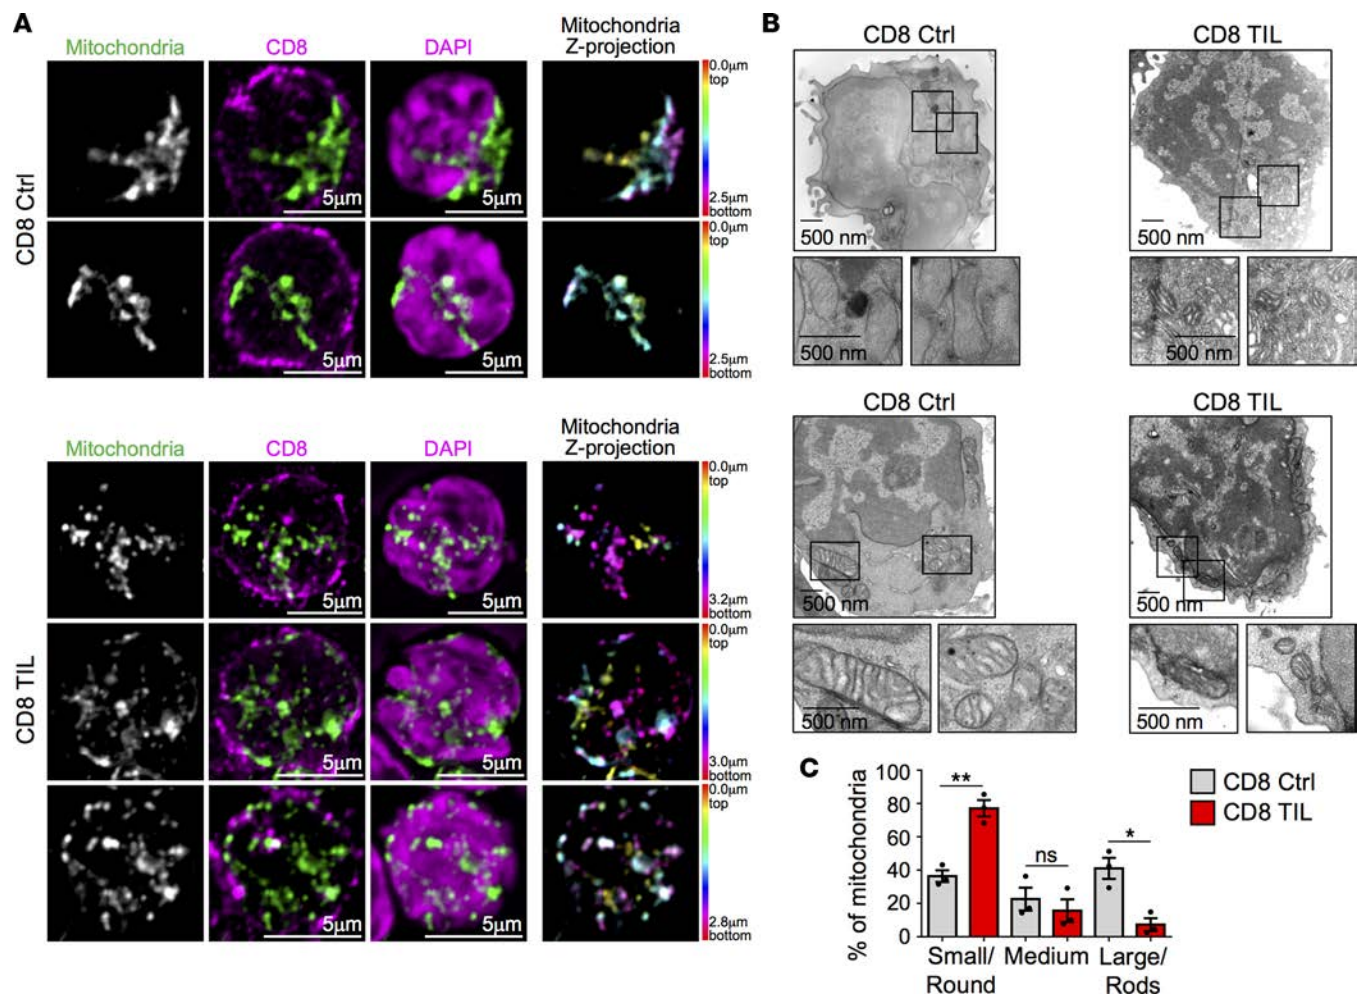 A
Mitochondria
CD8
DAPI
Mitochondria
Z-projection
CD8 Ctrl
5µm
5µm
0.0µm
top
2.5µm
bottom
5µm
5µm
0.0µm
top
2.5µm
bottom
Mitochondria
CD8
DAPI
Mitochondria
Z-projection
CD8 TIL
5µm
5µm
0.0µm
top
3.2µm
bottom
5µm
5µm
0.0µm
top
3.0µm
bottom
5µm
5µm
0.0µm
top
2.8µm
bottom
B
CD8 Ctrl
CD8 TIL
500 nm
500 nm
500 nm
500 nm
CD8 Ctrl
CD8 TIL
500 nm
500 nm
500 nm
500 nm
C
% of mitochondria
100
80
60
40
20
0
**
ns
*
Small/
Round
Medium
Large/
Rods
CD8 Ctrl
CD8 TIL